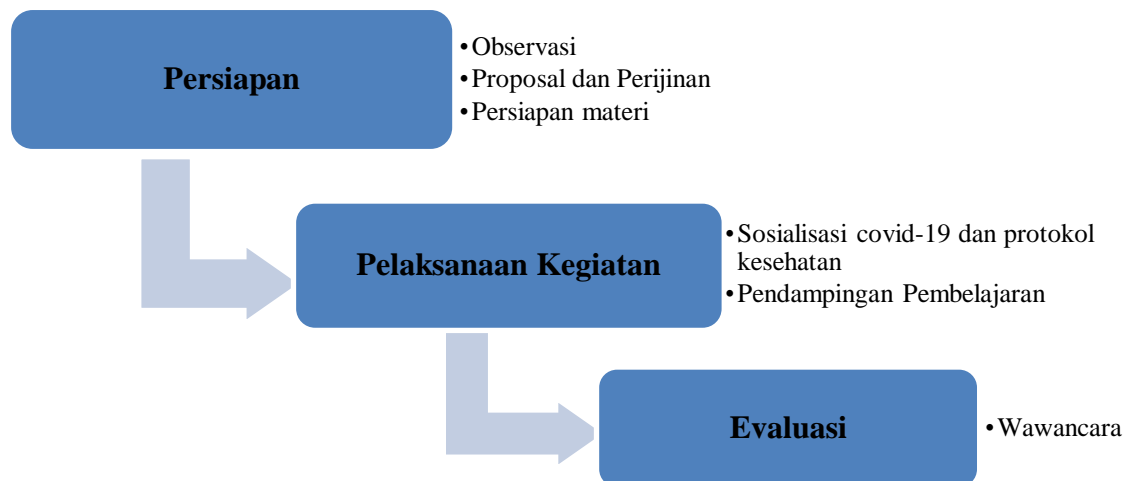 Persiapan
•Observasi
•Proposal dan Perijinan
•Persiapan materi
Pelaksanaan Kegiatan
•Sosialisasi covid-19 dan protokol
kesehatan
•Pendampingan Pembelajaran
Evaluasi
•Wawancara